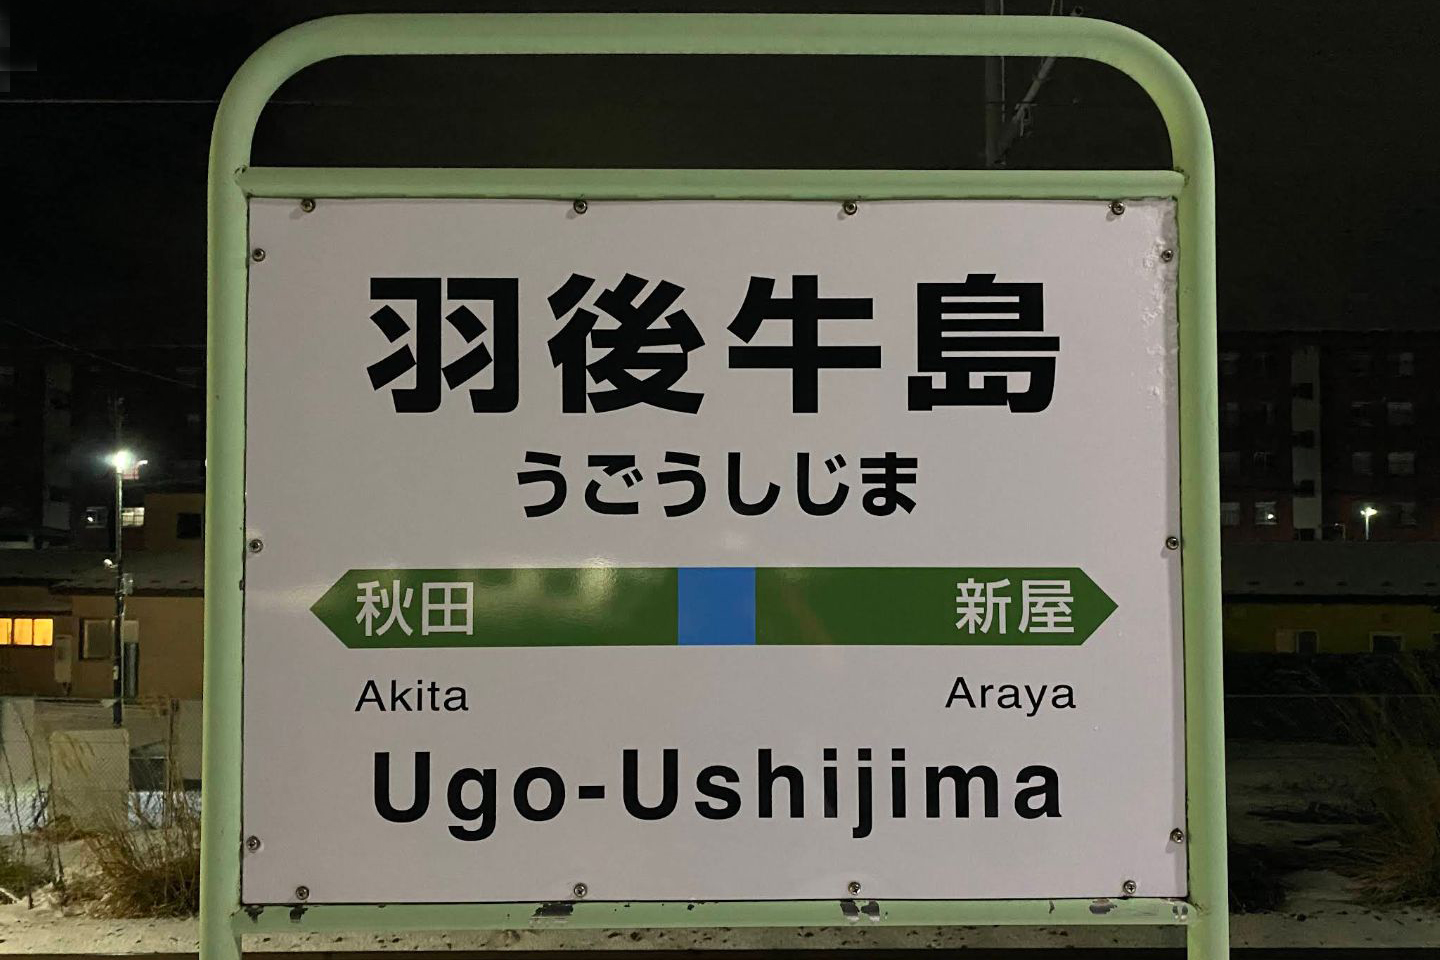 羽後牛島
うごうしじま
秋田 新屋
Akita Araya
Ugo-Ushijima